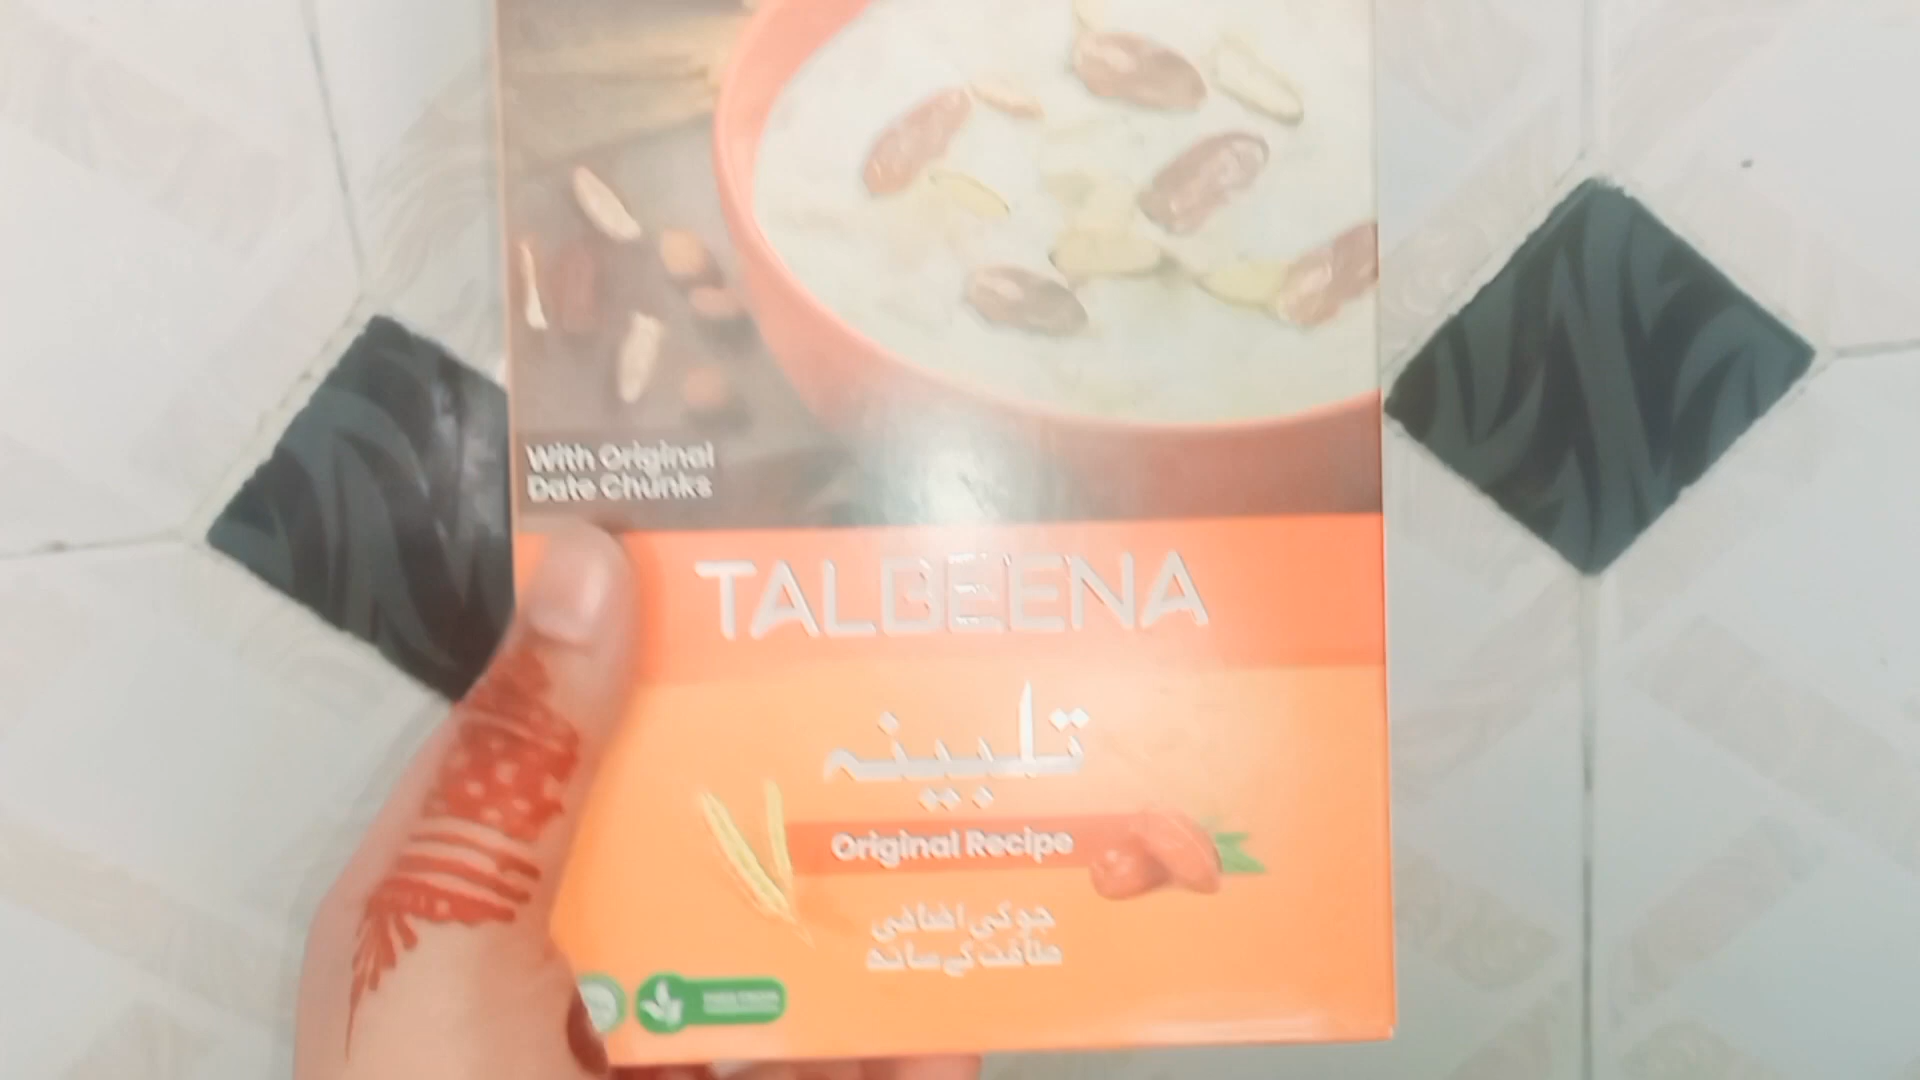 With Original
Date Chunks
TALBEENA
تلبینہ
Original Recipe
جو کی اضافی
طاقت کے ساتھ